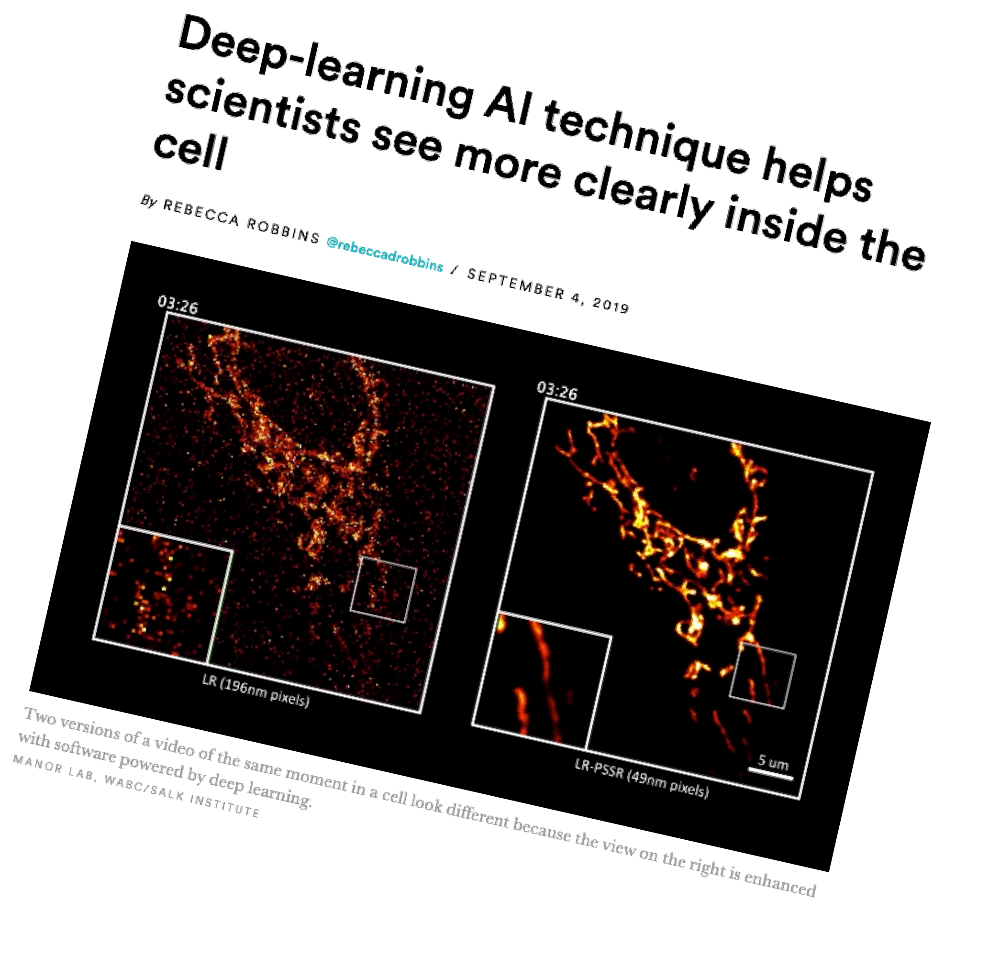 Deep-learning AI technique helps
scientists see more clearly inside the
cell
By REBECCA ROBBINS @rebeccadrobbins / SEPTEMBER 4, 2019
03:26
03:26
LR (196nm pixels)
5 um
LR-PSSR (49nm pixels)
Two versions of a video of the same moment in a cell look different because the view on the right is enhanced
with software powered by deep learning.
MANOR LAB, WABC/SALK INSTITUTE